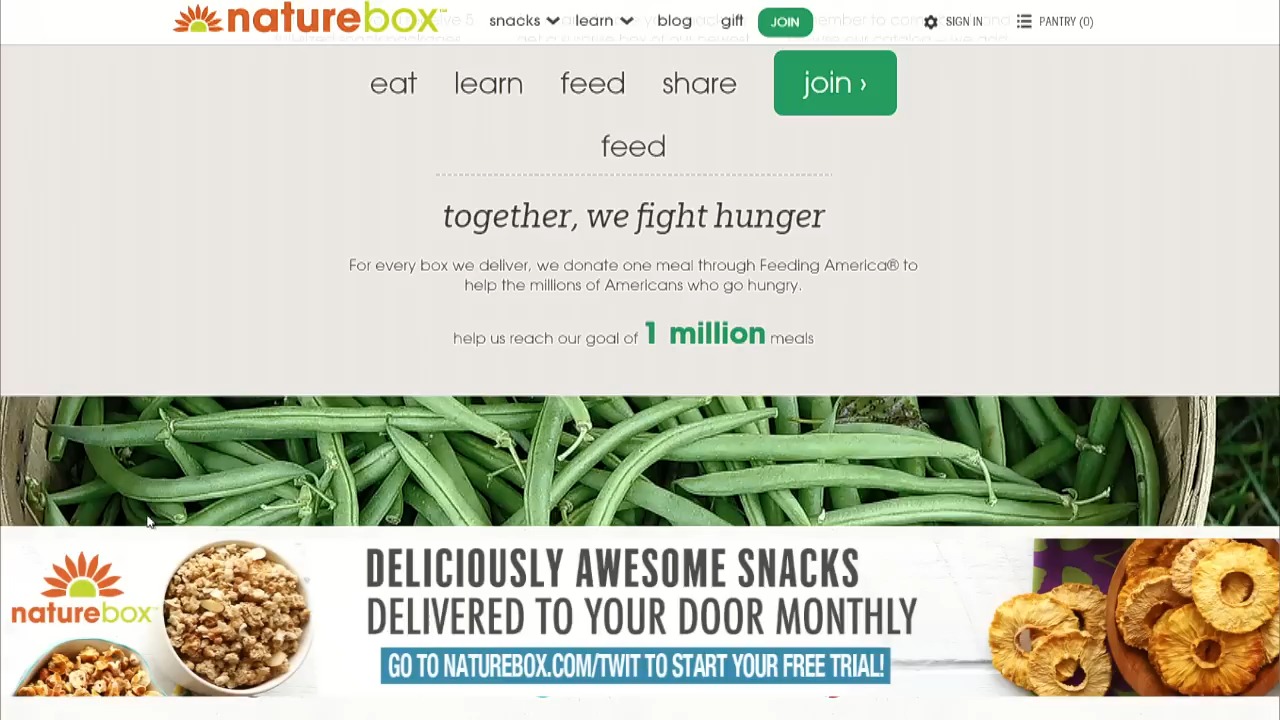 naturebox™
snacks learn blog gift JOIN SIGN IN PANTRY (0)
eat learn feed share join ›
feed
together, we fight hunger
For every box we deliver, we donate one meal through Feeding America® to
help the millions of Americans who go hungry.
help us reach our goal of 1 million meals
naturebox
DELICIOUSLY AWESOME SNACKS
DELIVERED TO YOUR DOOR MONTHLY
GO TO NATUREBOX.COM/TWIT TO START YOUR FREE TRIAL!